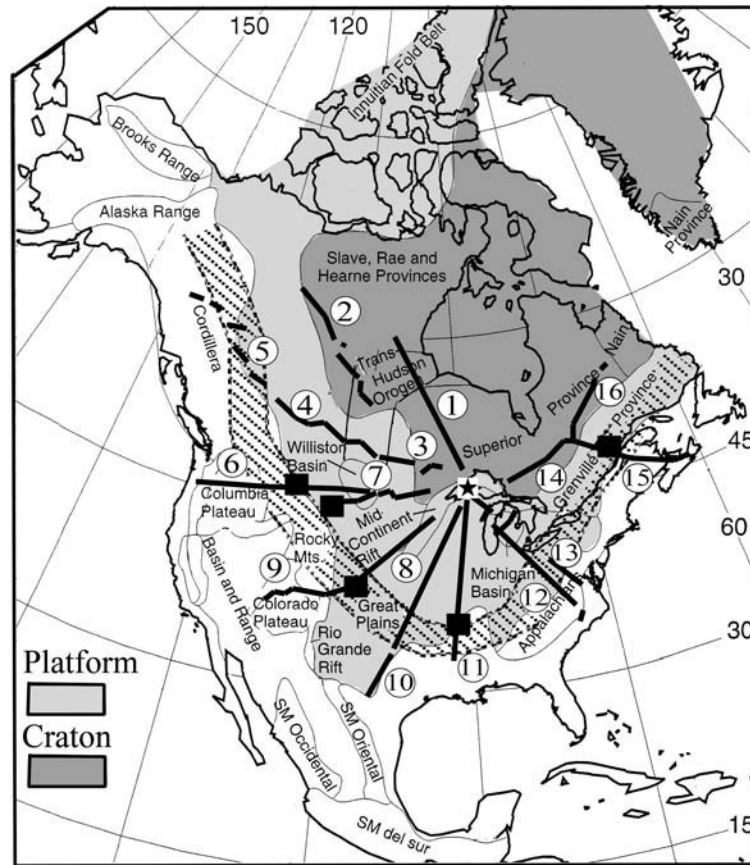 150
120
Innuitian Fold Belt
Brooks Range
Alaska Range
Nain
Province
30
Slave, Rae and
Hearne Provinces
2
Cordillera
Trans-
Hudson
Orogen
Nain
Province
5
16
Province
4
1
45
3
Superior
Williston
Basin
6
7
14
Grenville
15
Columbia
Plateau
Mid-
Continent
Rift
60
Rocky
Mts.
13
9
8
Michigan
Basin
Basin and Range
12
Colorado
Plateau
Great
Plains
Appalachians
30
Platform
Rio
Grande
Rift
10
11
Craton
SM Occidental
SM Oriental
SM del sur
15